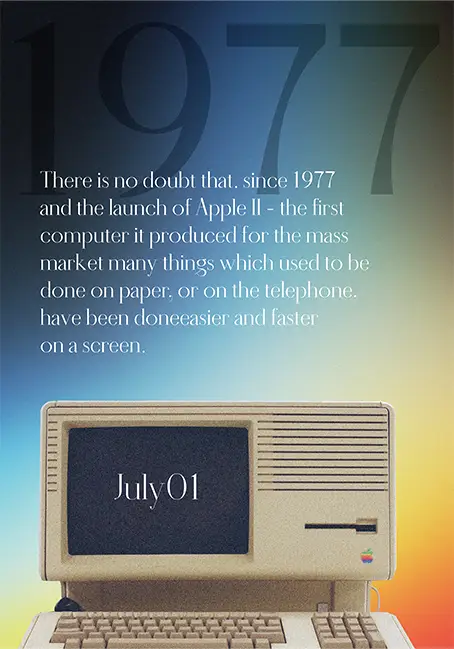 1977
There is no doubt that, since 1977
and the launch of Apple II - the first
computer it produced for the mass
market many things which used to be
done on paper, or on the telephone,
have been doneeasier and faster
on a screen.
July 01